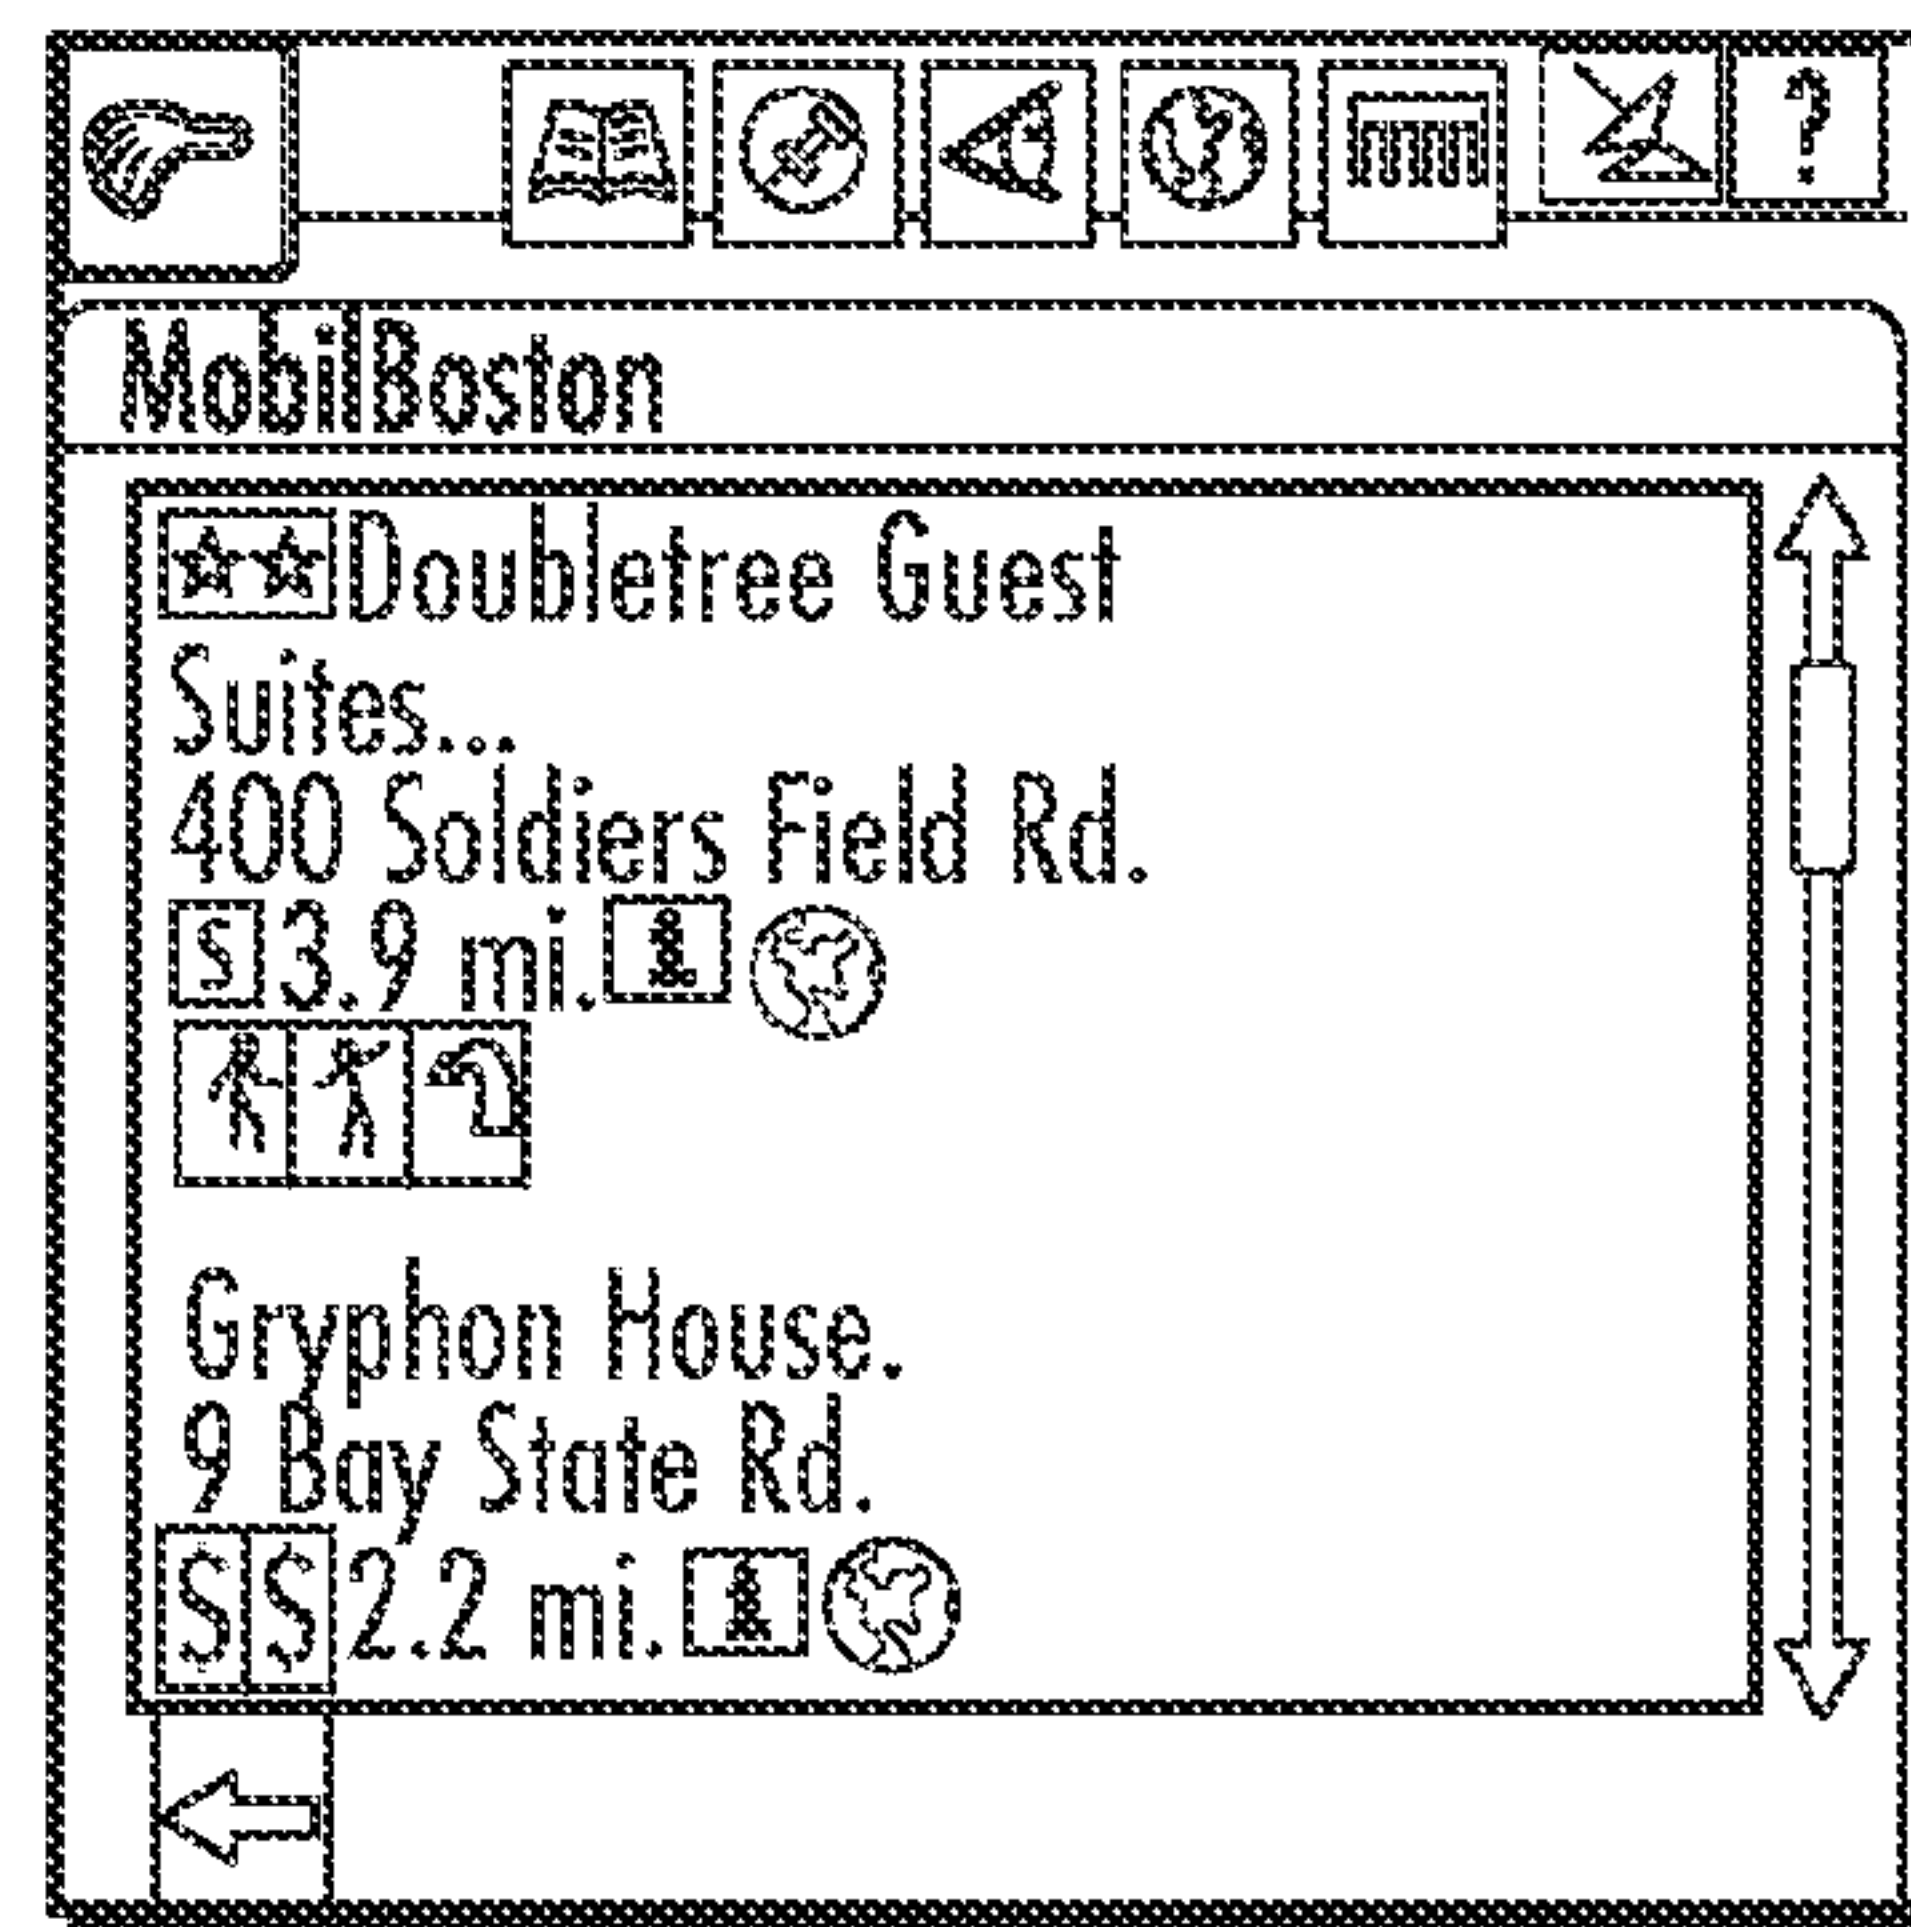 ?
MobilBoston
Doubletree Guest
Suites...
400 Soldiers Field Rd.
S 3.9 mi. i
Gryphon House.
9 Bay State Rd.
$ $ 2.2 mi. i